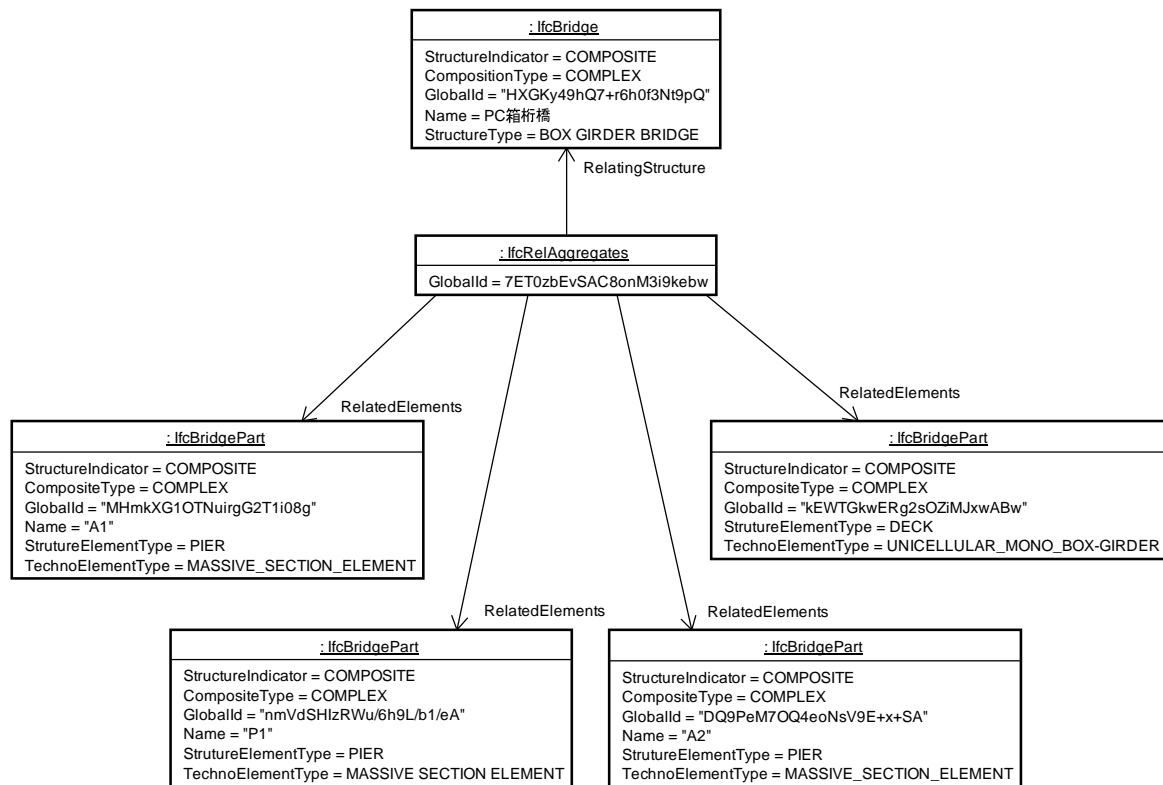 : IfcBridge
StructureIndicator = COMPOSITE
CompositionType = COMPLEX
Globalld = "HXGKy49hQ7+r6h0f3Nt9pQ"
Name = PC箱桁橋
StructureType = BOX GIRDER BRIDGE
RelatingStructure
: IfcRelAggregates
GlobalId = 7ET0zbEvSAC8onM3i9kebw
RelatedElements
RelatedElements
: IfcBridgePart
StructureIndicator = COMPOSITE
CompositeType = COMPLEX
GlobalId = "MHmkXG1OTNuirgG2T1i08g"
Name = "A1"
StrutureElementType = PIER
TechnoElementType = MASSIVE_SECTION_ELEMENT
: IfcBridgePart
StructureIndicator = COMPOSITE
CompositeType = COMPLEX
GlobalId = "kEWTGkwERg2sOZiMJxwABw"
StrutureElementType = DECK
TechnoElementType = UNICELLULAR_MONO_BOX-GIRDER
RelatedElements
RelatedElements
: IfcBridgePart
StructureIndicator = COMPOSITE
CompositeType = COMPLEX
GlobalId = "nmVdSHIzRWu/6h9L/b1/eA"
Name = "P1"
StrutureElementType = PIER
TechnoElementType = MASSIVE SECTION ELEMENT
: IfcBridgePart
StructureIndicator = COMPOSITE
CompositeType = COMPLEX
GlobalId = "DQ9PeM7OQ4eoNsV9E+x+SA"
Name = "A2"
StrutureElementType = PIER
TechnoElementType = MASSIVE_SECTION_ELEMENT